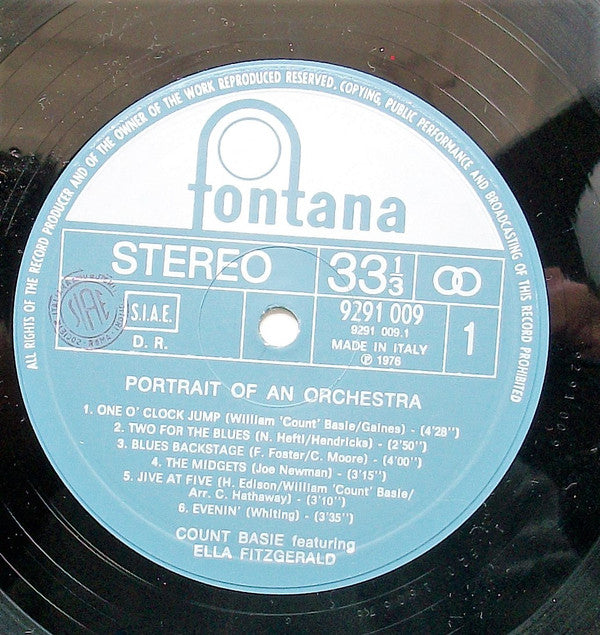 ALL RIGHTS OF THE RECORD PRODUCER AND OF THE OWNER OF THE WORK REPRODUCED RESERVED. COPYING, PUBLIC PERFORMANCE AND BROADCASTING OF THIS RECORD PROHIBITED
fontana
STEREO
33 1/3
S.I.A.E.
D. R.
SIAE
9291 009
9291 009.1
MADE IN ITALY
℗ 1976
1
PORTRAIT OF AN ORCHESTRA
1. ONE O' CLOCK JUMP (William 'Count' Basie/Gaines) - (4'28'')
2. TWO FOR THE BLUES (N. Hefti/Hendricks) - (2'50'')
3. BLUES BACKSTAGE (F. Foster/C. Moore) - (4'00'')
4. THE MIDGETS (Joe Newman) - (3'15'')
5. JIVE AT FIVE (H. Edison/William 'Count' Basie/
Arr. C. Hathaway) - (3'10'')
6. EVENIN' (Whiting) - (3'35'')
COUNT BASIE featuring
ELLA FITZGERALD